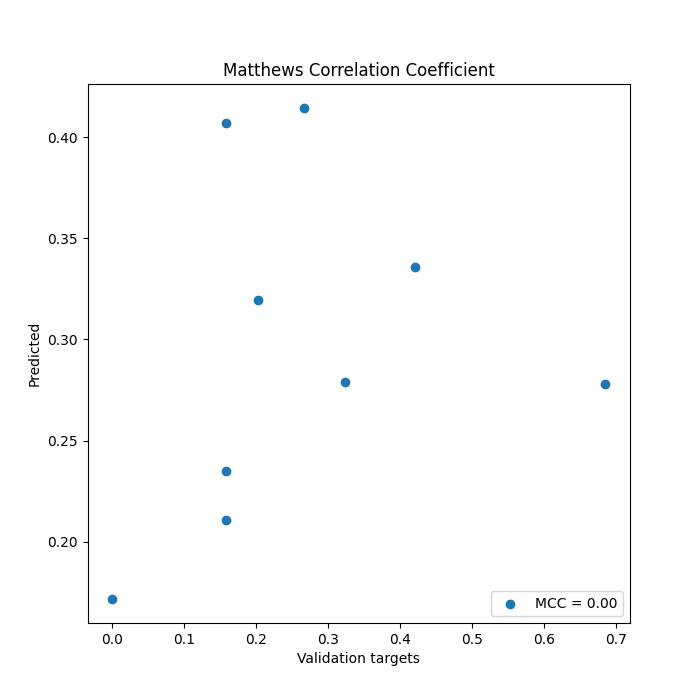 Matthews Correlation Coefficient
0.40
0.35
0.30
0.25
0.20
Predicted
MCC = 0.00
0.0 0.1 0.2 0.3 0.4 0.5 0.6 0.7
Validation targets